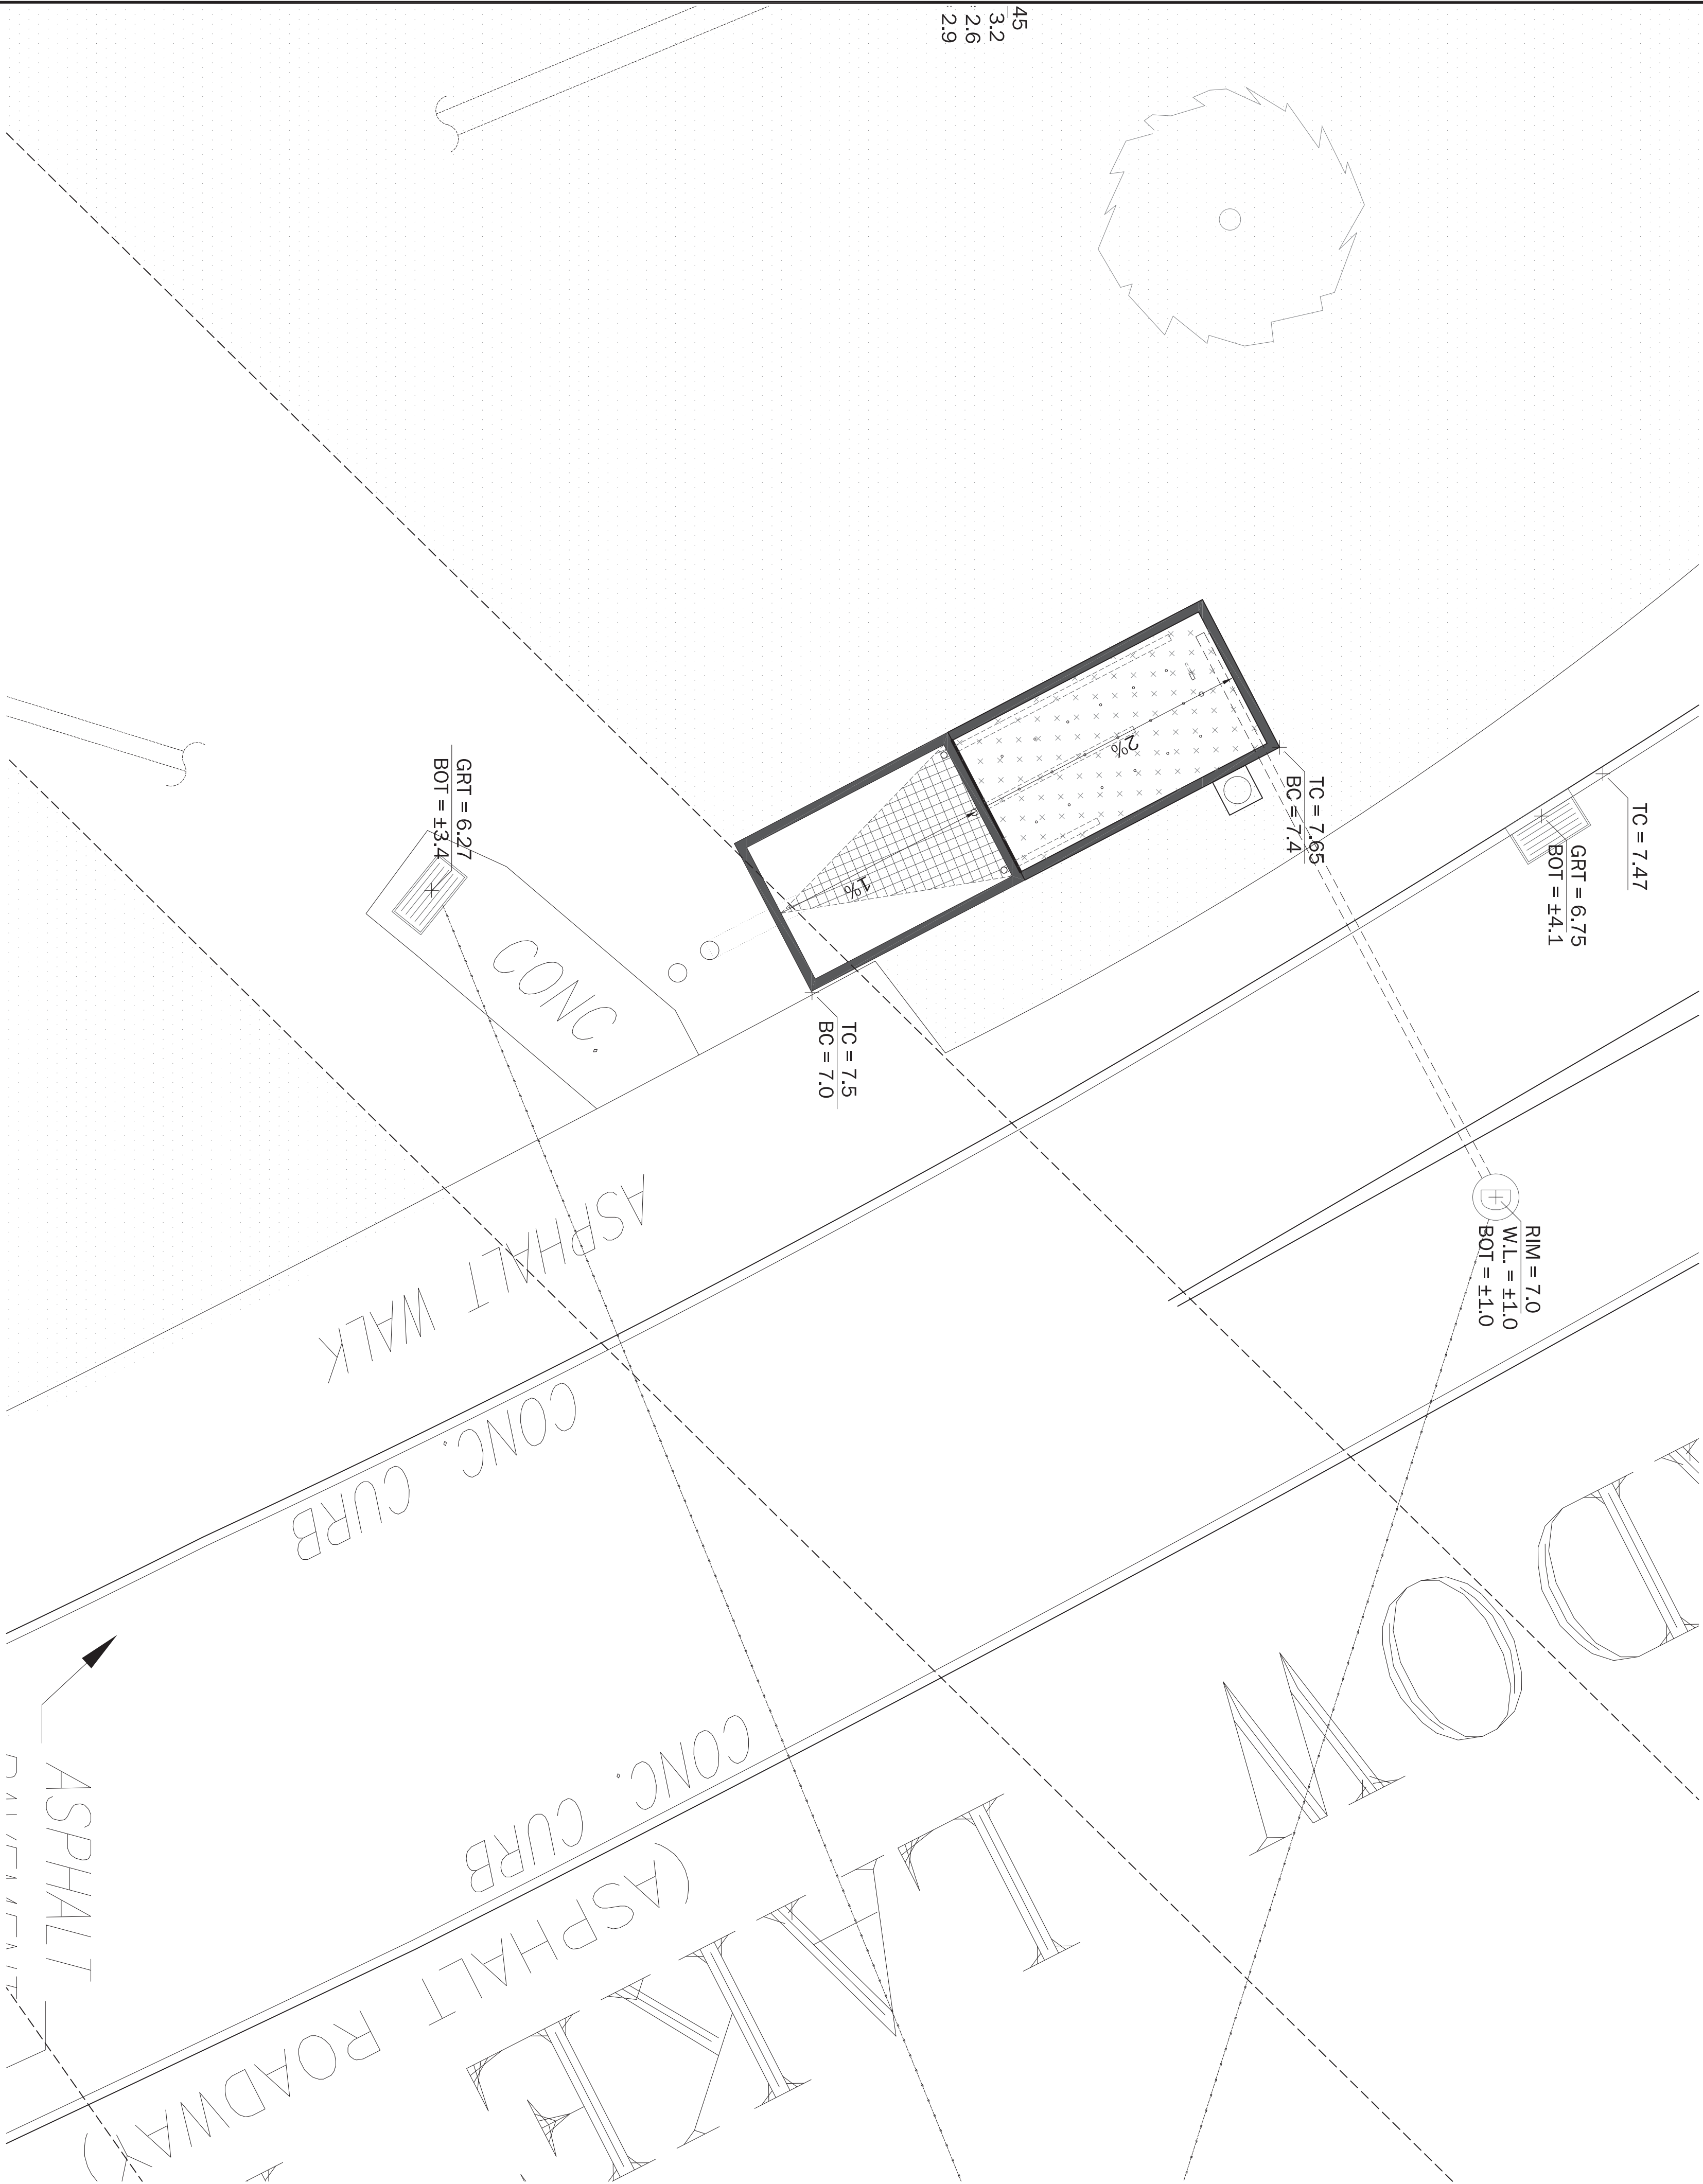 45
3.2
: 2.6
: 2.9
TC = 7.47
GRT = 6.75
BOT = ±4.1
TC = 7.65
BC = 7.4
2%
1%
GRT = 6.27
BOT = ±3.4
CONC.
TC = 7.5
BC = 7.0
RIM = 7.0
W.L. = ±1.0
BOT = ±1.0
D
ASPHALT WALK
CONC. CURB
CONC. CURB
(ASPHALT ROADWAY)
ASPHALT
LAKE